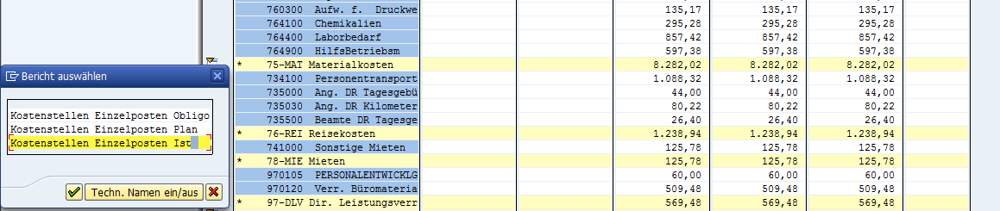 760300 Aufw. f. Druckwe 135,17 135,17 135,17
764100 Chemikalien 295,28 295,28 295,28
764400 Laborbedarf 857,42 857,42 857,42
764900 HilfsBetriebsm 597,38 597,38 597,38
* 75-MAT Materialkosten 8.282,02 8.282,02 8.282,02
734100 Personentransport 1.088,32 1.088,32 1.088,32
735000 Ang. DR Tagesgebü 44,00 44,00 44,00
735030 Ang. DR Kilometer 80,22 80,22 80,22
735500 Beamte DR Tagesge 26,40 26,40 26,40
* 76-REI Reisekosten 1.238,94 1.238,94 1.238,94
741000 Sonstige Mieten 125,78 125,78 125,78
* 78-MIE Mieten 125,78 125,78 125,78
970105 PERSONALENTWICKLG 60,00 60,00 60,00
970120 Verr. Büromateria 509,48 509,48 509,48
* 97-DLV Dir. Leistungsverr 569,48 569,48 569,48
Bericht auswählen
Kostenstellen Einzelposten Obligo
Kostenstellen Einzelposten Plan
Kostenstellen Einzelposten Ist
Techn. Namen ein/aus